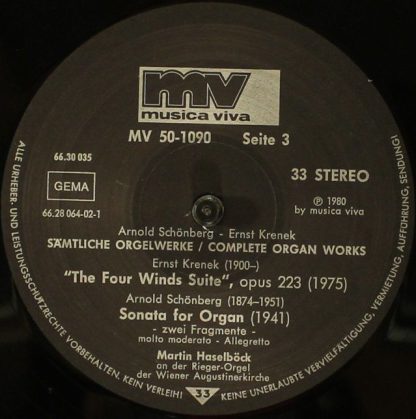 mv
musica viva
MV 50-1090 Seite 3
66.30 035
33 STEREO
GEMA
℗ 1980
by musica viva
66.28 064-02-1
Arnold Schönberg - Ernst Krenek
SÄMTLICHE ORGELWERKE / COMPLETE ORGAN WORKS
Ernst Krenek (1900-)
"The Four Winds Suite", opus 223 (1975)
Arnold Schönberg (1874-1951)
Sonata for Organ (1941)
- zwei Fragmente -
molto moderato - Allegretto
Martin Haselböck
an der Rieger-Orgel
der Wiener Augustinerkirche
33
ALLE URHEBER- UND LEISTUNGSSCHUTZRECHTE VORBEHALTEN. KEIN VERLEIH! KEINE UNERLAUBTE VERVIELFÄLTIGUNG, VERMIETUNG, AUFFÜHRUNG, SENDUNG!